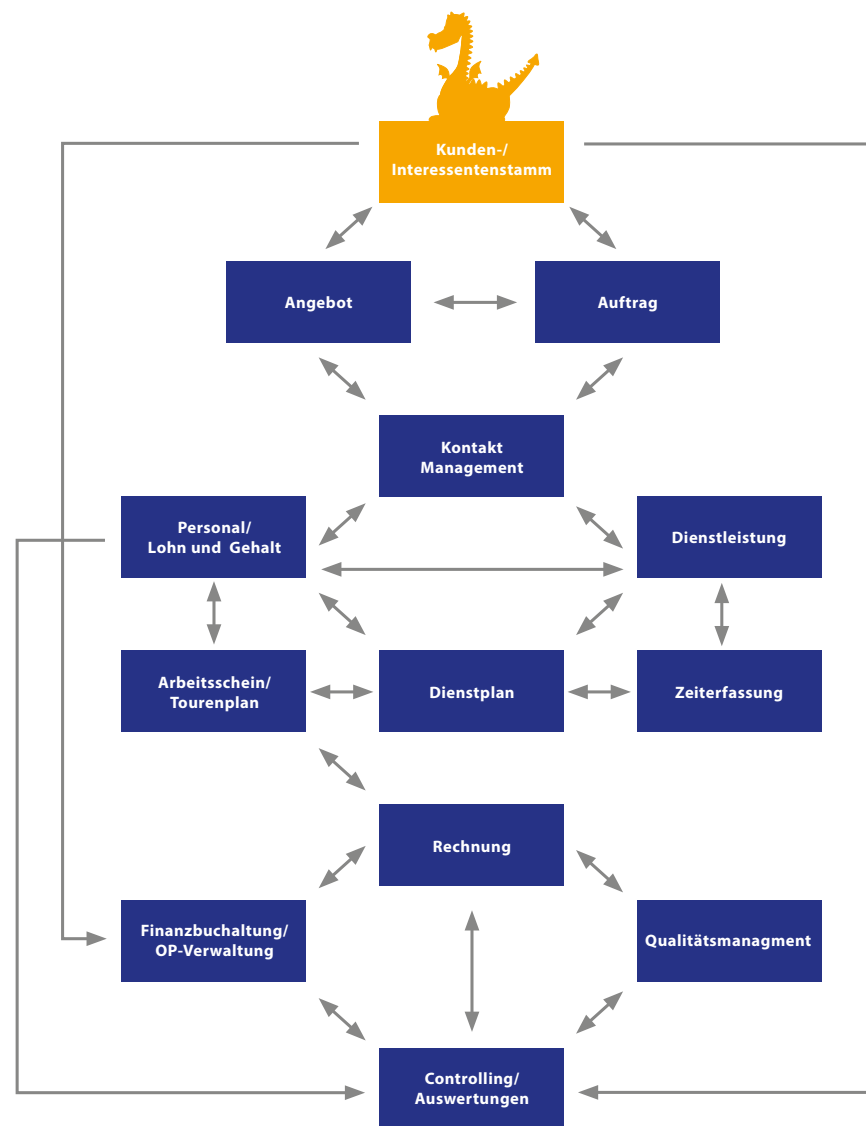 Kunden-/
Interessentenstamm
Angebot
Auftrag
Kontakt
Management
Personal/
Lohn und Gehalt
Dienstleistung
Arbeitsschein/
Tourenplan
Dienstplan
Zeiterfassung
Rechnung
Finanzbuchaltung/
OP-Verwaltung
Qualitätsmanagment
Controlling/
Auswertungen